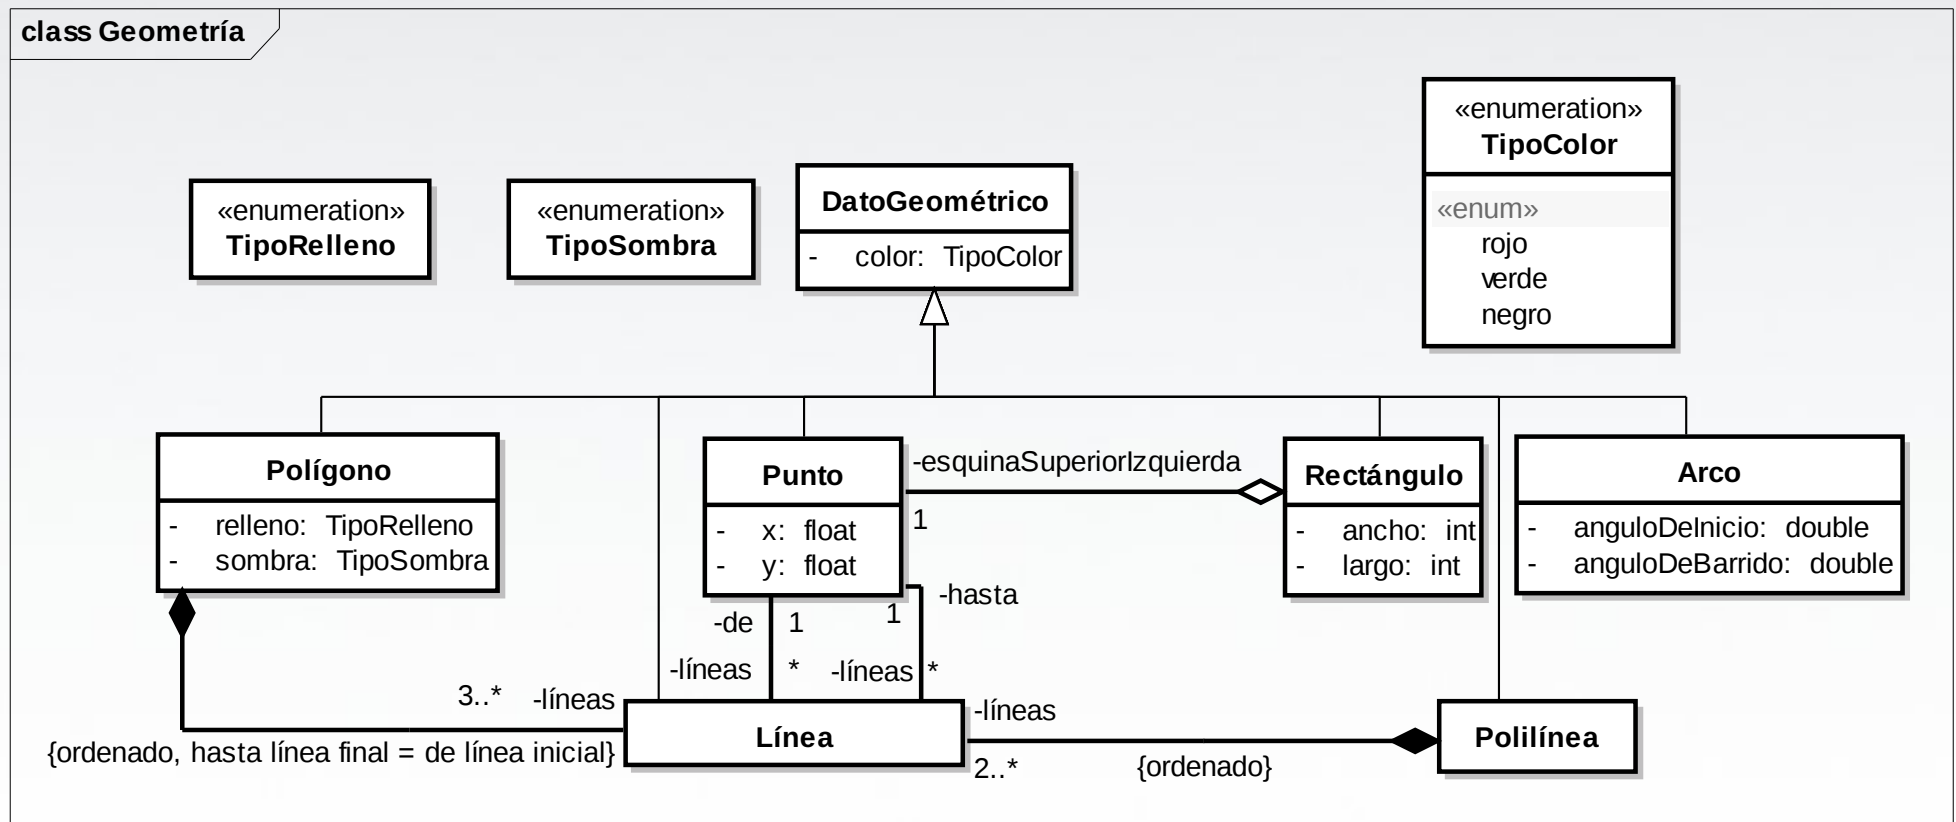 class Geometría
«enumeration»
TipoColor
«enum»
rojo
verde
negro
«enumeration»
TipoRelleno
«enumeration»
TipoSombra
DatoGeométrico
- color: TipoColor
Polígono
- relleno: TipoRelleno
- sombra: TipoSombra
Punto
- x: float
- y: float
-esquinaSuperiorIzquierda
1
Rectángulo
- ancho: int
- largo: int
Arco
- anguloDeInicio: double
- anguloDeBarrido: double
-de
1
1
-hasta
-líneas
*
-líneas
*
3..*
-líneas
{ordenado, hasta línea final = de línea inicial}
Línea
-líneas
2..*
{ordenado}
Polilínea